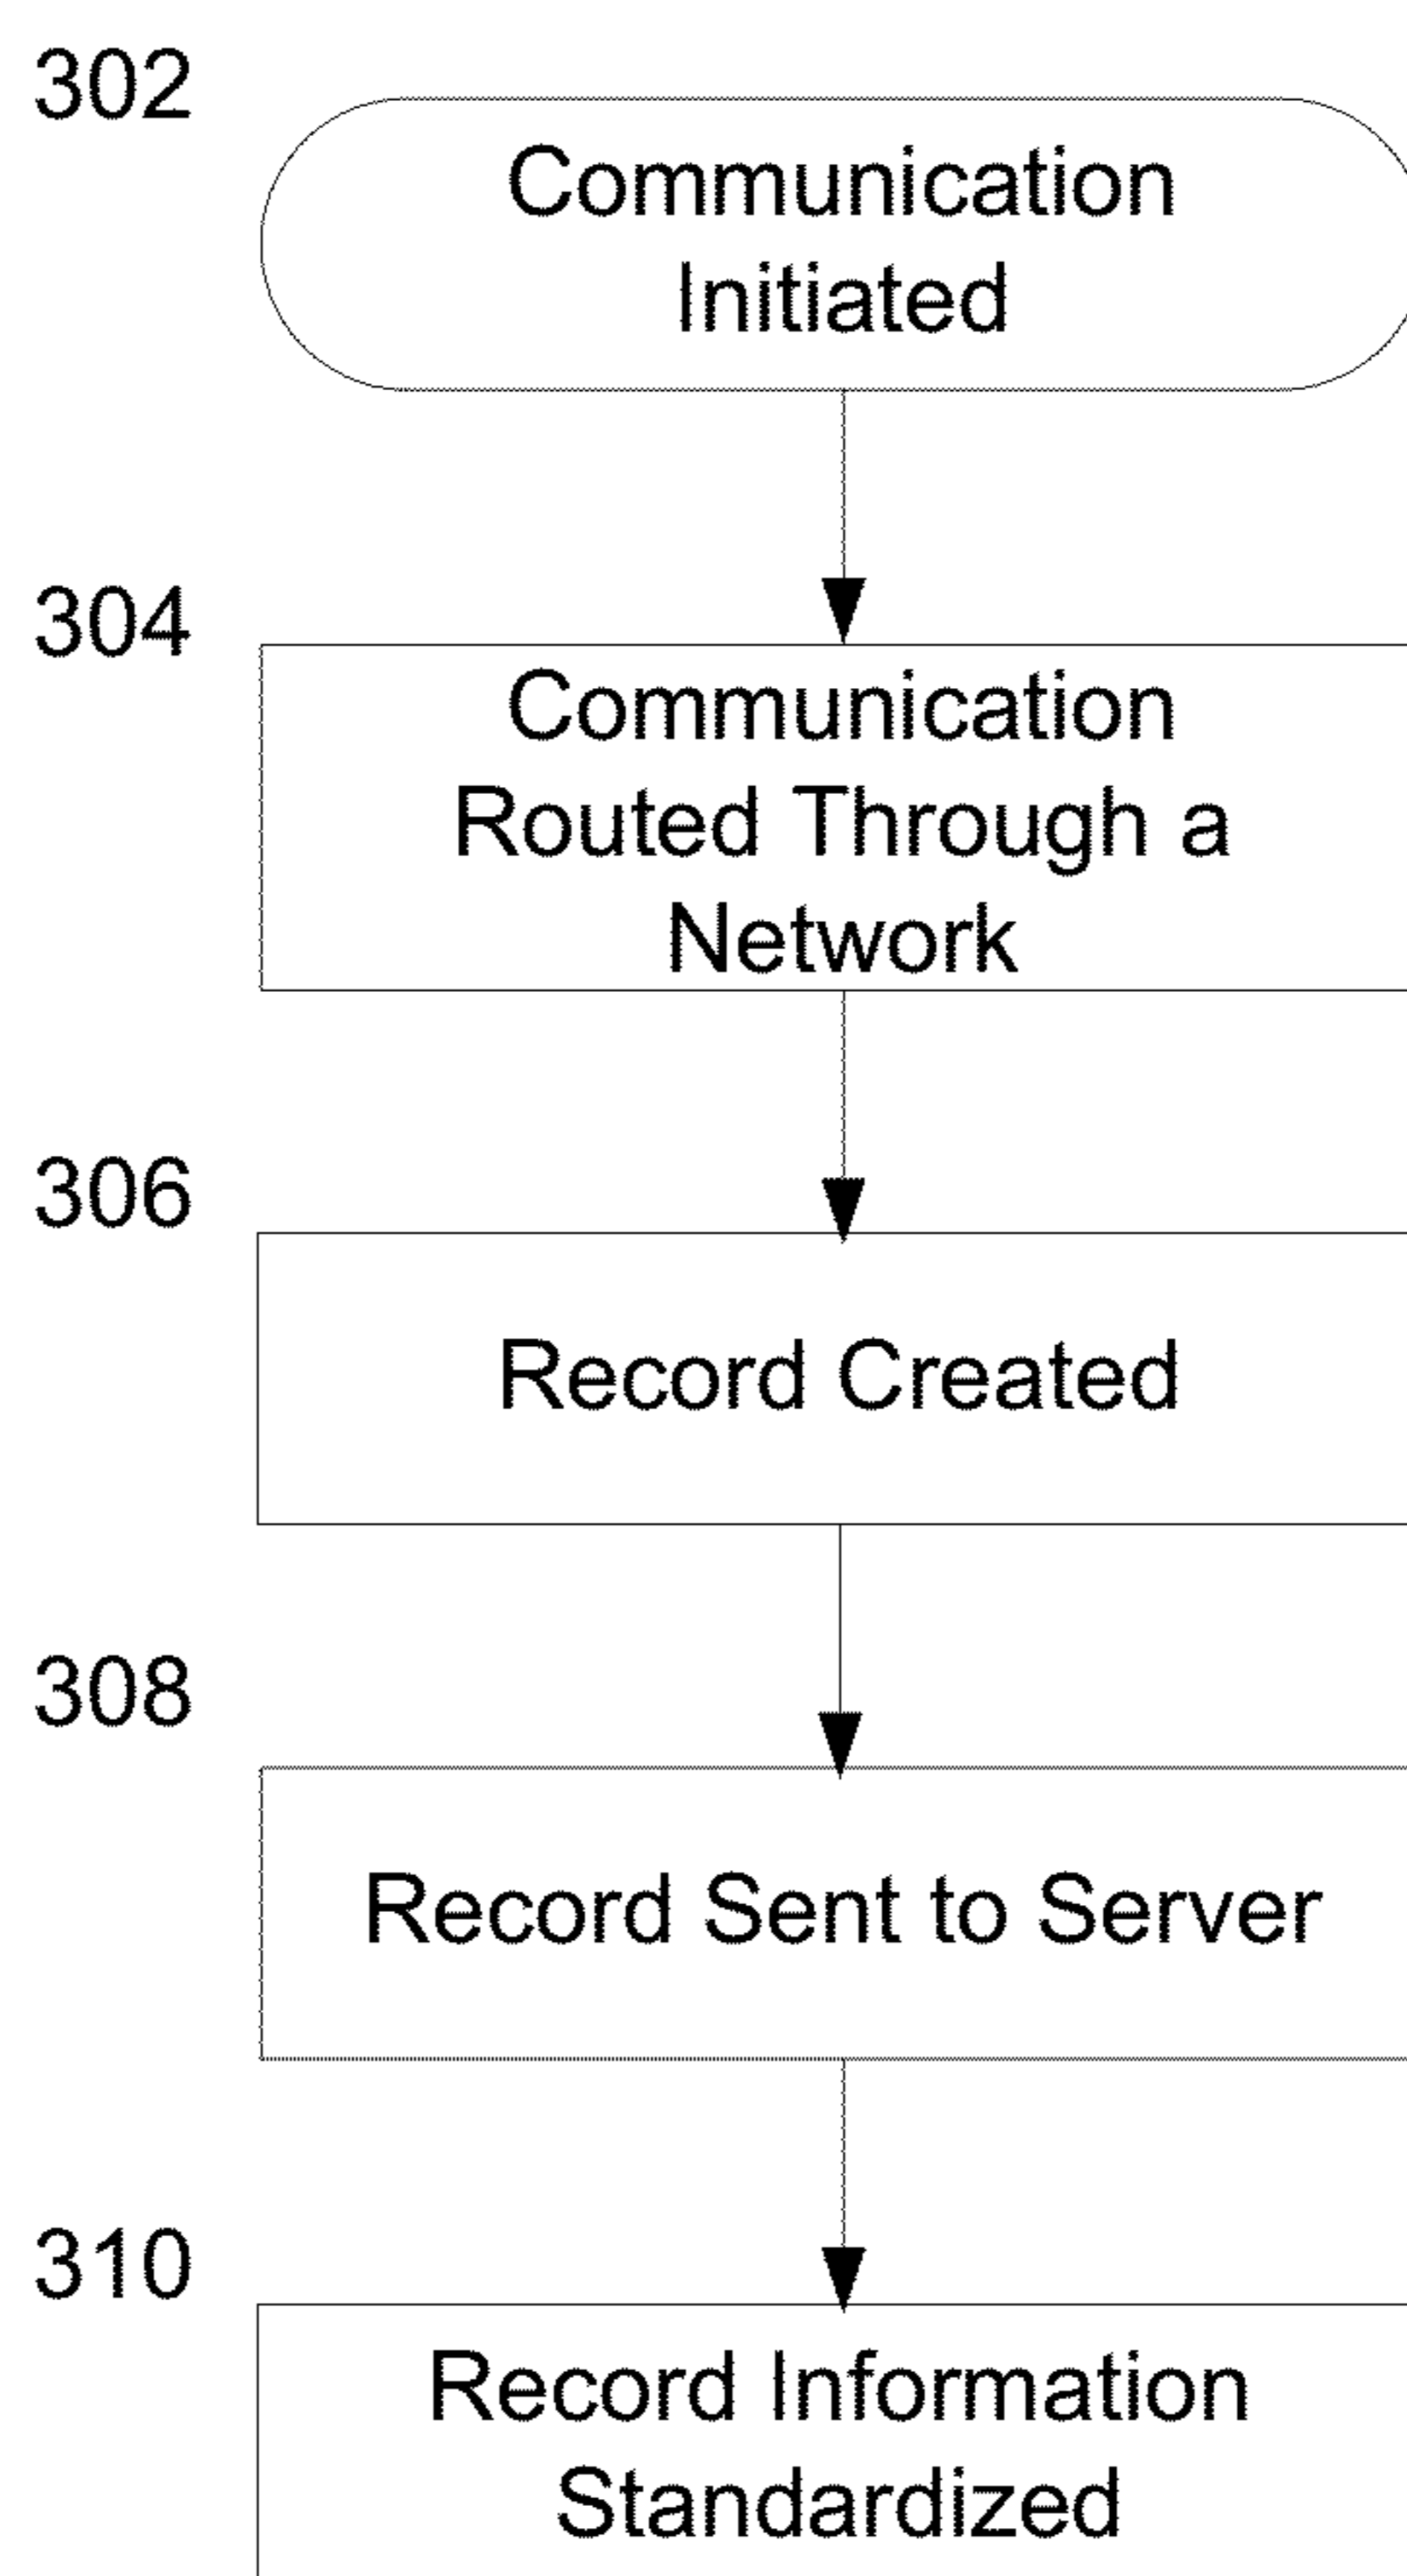 302
Communication
Initiated
304
Communication
Routed Through a
Network
306
Record Created
308
Record Sent to Server
310
Record Information
Standardized